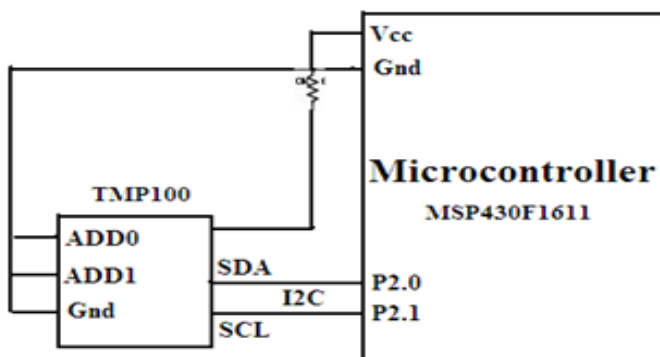 Vcc
Gnd
Microcontroller
MSP430F1611
TMP100
ADD0
ADD1
Gnd
SDA
I2C
SCL
P2.0
P2.1